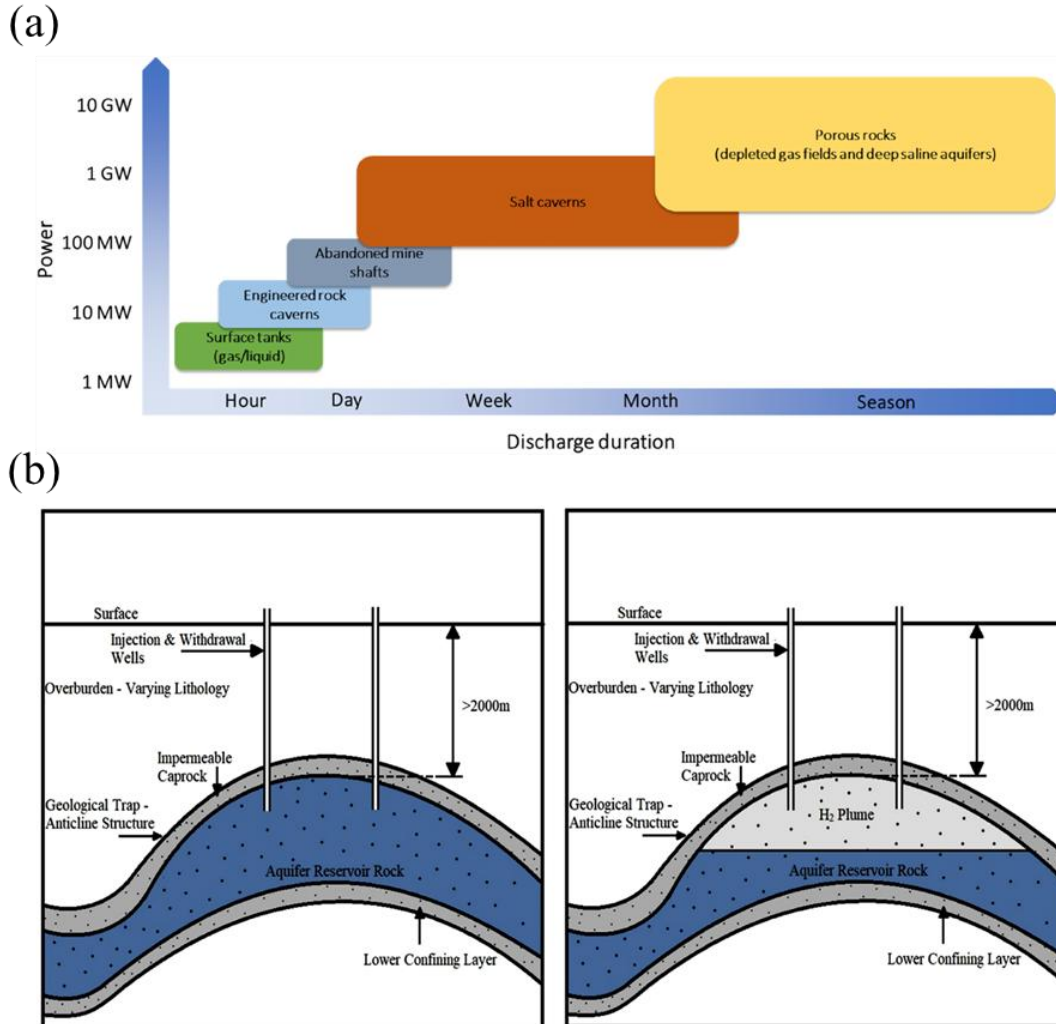 (a)
10 GW
1 GW
100 MW
10 MW
1 MW
Power
Porous rocks
(depleted gas fields and deep saline aquifers)
Salt caverns
Abandoned mine
shafts
Engineered rock
caverns
Surface tanks
(gas/liquid)
Hour
Day
Week
Month
Season
Discharge duration
(b)
Surface
Injection & Withdrawal
Wells
Overburden - Varying Lithology
>2000m
Impermeable
Caprock
Geological Trap -
Anticline Structure
Aquifer Reservoir Rock
Lower Confining Layer
Surface
Injection & Withdrawal
Wells
Overburden - Varying Lithology
>2000m
Impermeable
Caprock
Geological Trap -
Anticline Structure
H₂ Plume
Aquifer Reservoir Rock
Lower Confining Layer